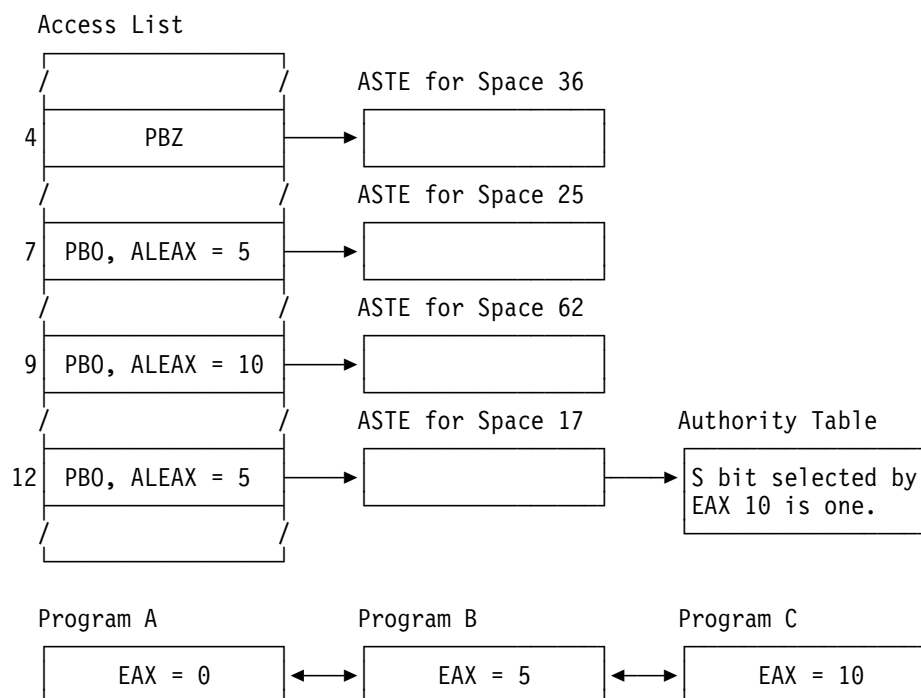 Access List
ASTE for Space 36
4 PBZ
ASTE for Space 25
7 PBO, ALEAX = 5
ASTE for Space 62
9 PBO, ALEAX = 10
ASTE for Space 17 Authority Table
12 PBO, ALEAX = 5 S bit selected by
EAX 10 is one.
Program A Program B Program C
EAX = 0 EAX = 5 EAX = 10